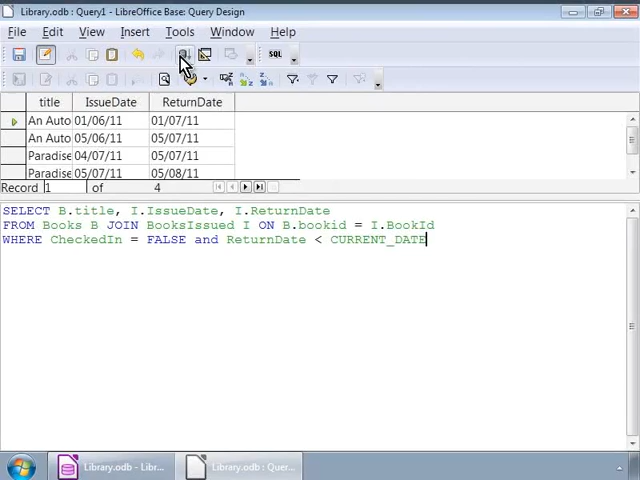 Library.odb : Query1 - LibreOffice Base: Query Design
File Edit View Insert Format Tools Window Help
SQL
title IssueDate ReturnDate
An Auto 01/06/11 01/07/11
An Auto 05/06/11 05/07/11
Paradise 04/07/11 05/07/11
Paradise 05/07/11 05/08/11
Record 1 of 4
SELECT B.title, I.IssueDate, I.ReturnDate
FROM Books B JOIN BooksIssued I ON B.bookid = I.BookId
WHERE CheckedIn = FALSE and ReturnDate < CURRENT_DATE
Library.odb - Libr... Library.odb : Query...